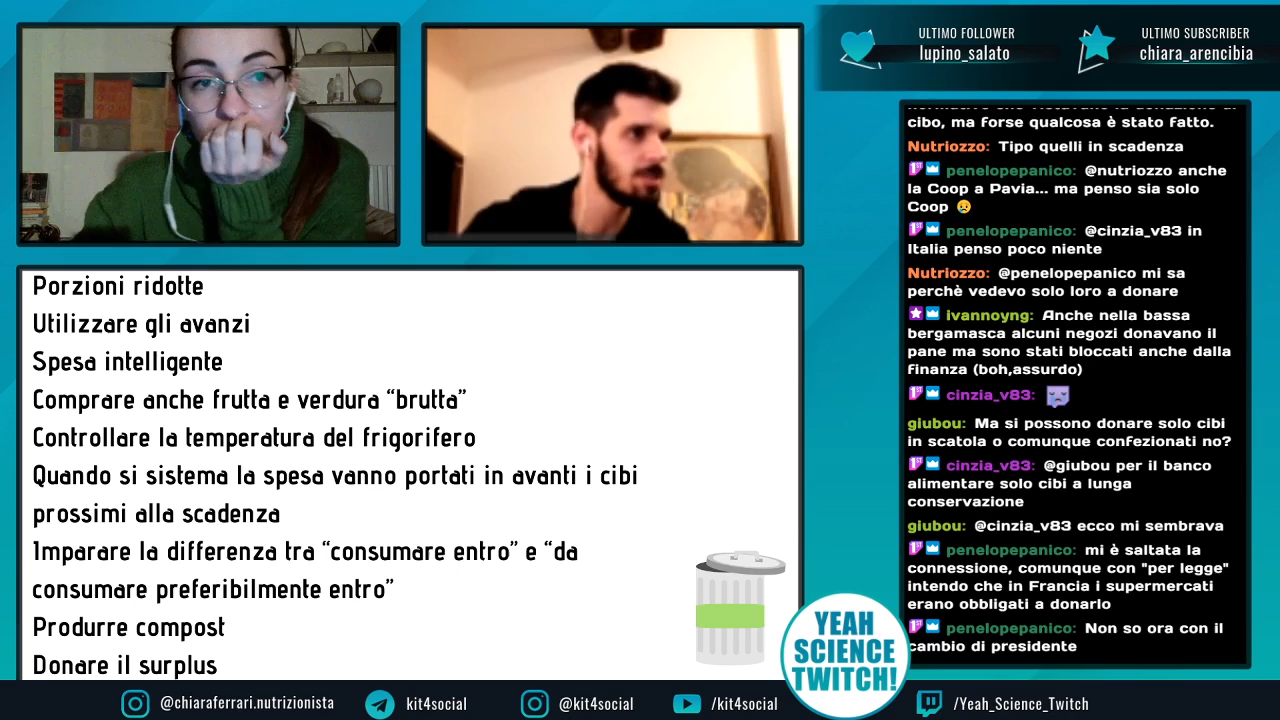 ULTIMO FOLLOWER
lupino_salato
ULTIMO SUBSCRIBER
chiara_arencibia
cibo, ma forse qualcosa è stato fatto.
Nutriozzo: Tipo quelli in scadenza
penelopepanico: @nutriozzo anche
la Coop a Pavia... ma penso sia solo
Coop 😢
penelopepanico: @cinzia_v83 in
Italia penso poco niente
Nutriozzo: @penelopepanico mi sa
perchè vedevo solo loro a donare
ivannoyng: Anche nella bassa
bergamasca alcuni negozi donavano il
pane ma sono stati bloccati anche dalla
finanza (boh,assurdo)
cinzia_v83:
giubou: Ma si possono donare solo cibi
in scatola o comunque confezionati no?
cinzia_v83: @giubou per il banco
alimentare solo cibi a lunga
conservazione
giubou: @cinzia_v83 ecco mi sembrava
penelopepanico: mi è saltata la
connessione, comunque con "per legge"
intendo che in Francia i supermercati
erano obbligati a donarlo
penelopepanico: Non so ora con il
cambio di presidente
Porzioni ridotte
Utilizzare gli avanzi
Spesa intelligente
Comprare anche frutta e verdura “brutta”
Controllare la temperatura del frigorifero
Quando si sistema la spesa vanno portati in avanti i cibi
prossimi alla scadenza
Imparare la differenza tra “consumare entro” e “da
consumare preferibilmente entro”
Produrre compost
Donare il surplus
YEAH
SCIENCE
TWITCH!
@chiaraferrari.nutrizionista
kit4social
@kit4social
/kit4social
/Yeah_Science_Twitch